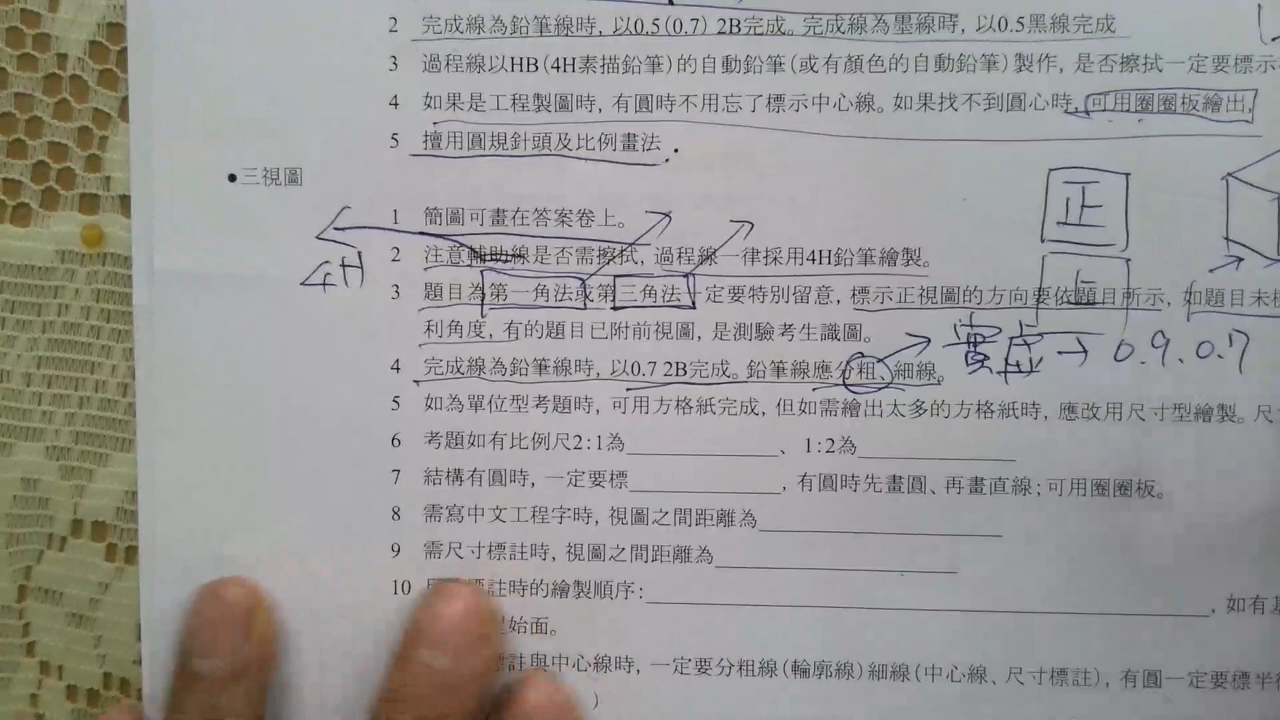 2 完成線為鉛筆線時，以0.5(0.7) 2B完成。完成線為墨線時，以0.5黑線完成
3 過程線以HB(4H素描鉛筆)的自動鉛筆(或有顏色的自動鉛筆)製作，是否擦拭一定要標示
4 如果是工程製圖時，有圓時不用忘了標示中心線。如果找不到圓心時，可用圈圈板繪出，
5 擅用圓規針頭及比例畫法
●三視圖
正
1 簡圖可畫在答案卷上。
2 注意輔助線是否需擦拭，過程線一律採用4H鉛筆繪製。
4H
3 題目為第一角法或第三角法一定要特別留意，標示正視圖的方向要依題目所示，如題目未
上
利角度，有的題目已附前視圖，是測驗考生識圖。
實虛→0.9、0.7
4 完成線為鉛筆線時，以0.7 2B完成。鉛筆線應分粗、細線。
5 如為單位型考題時，可用方格紙完成，但如需繪出太多的方格紙時，應改用尺寸型繪製。尺
6 考題如有比例尺2:1為 、1:2為
7 結構有圓時，一定要標 ，有圓時先畫圓、再畫直線；可用圈圈板。
8 需寫中文工程字時，視圖之間距離為
9 需尺寸標註時，視圖之間距離為
10 標註時的繪製順序： ，如有
始面。
註與中心線時，一定要分粗線(輪廓線)細線(中心線、尺寸標註)，有圓一定要標半
)